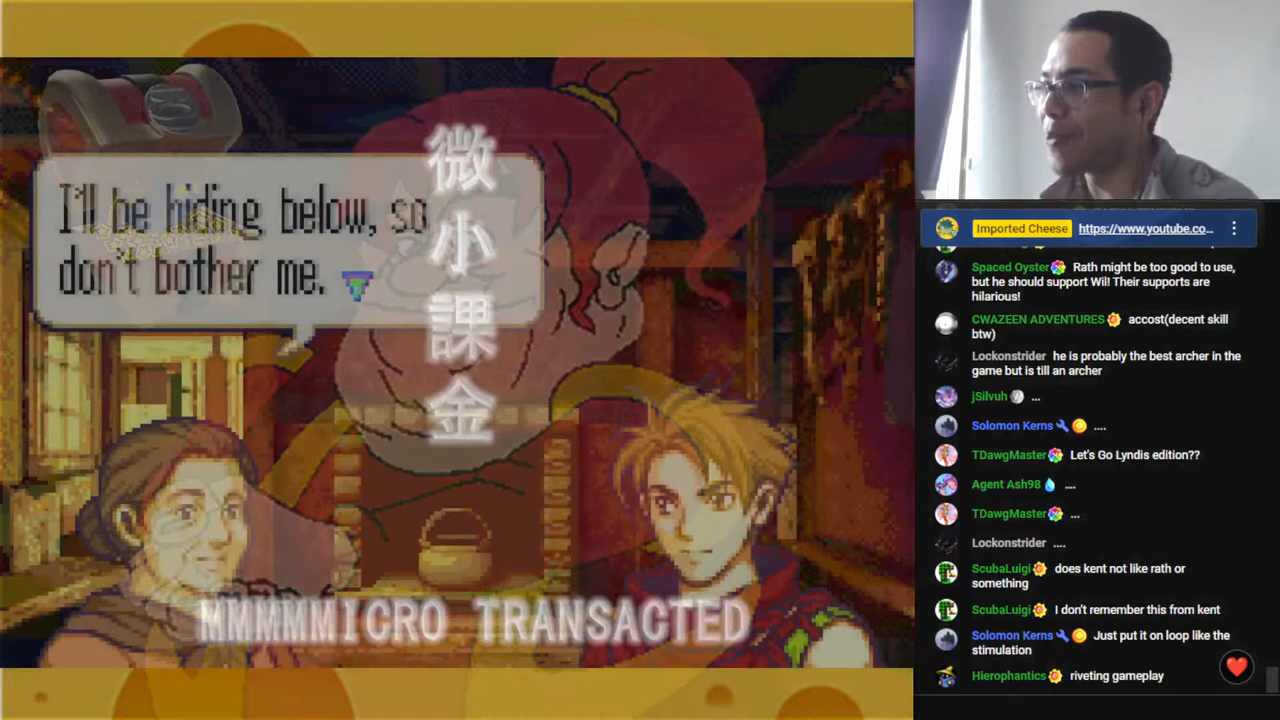 I'll be hiding below, so
don't bother me.
微小課金
MMMMMICRO TRANSACTED
Imported Cheese https://www.youtube.co...
Spaced Oyster Rath might be too good to use,
but he should support Wil! Their supports are
hilarious!
CWAZEEN ADVENTURES accost(decent skill
btw)
Lockonstrider he is probably the best archer in the
game but is till an archer
jSilvuh ...
Solomon Kerns ....
TDawgMaster Let's Go Lyndis edition??
Agent Ash98 ....
TDawgMaster ...
Lockonstrider ....
ScubaLuigi does kent not like rath or
something
ScubaLuigi I don't remember this from kent
Solomon Kerns Just put it on loop like the
stimulation
Hierophantics riveting gameplay